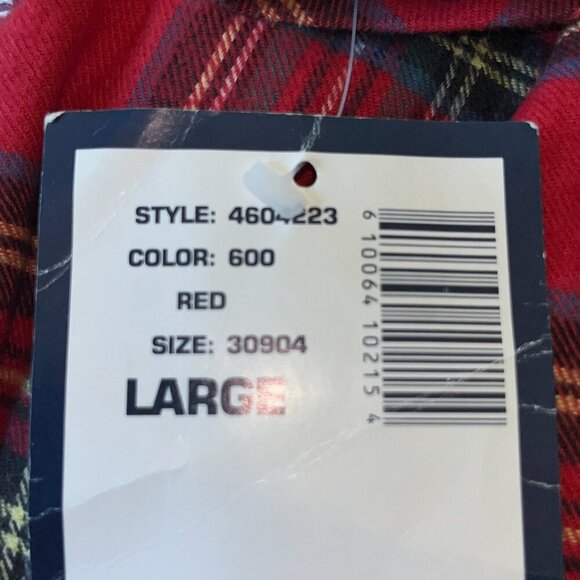 STYLE: 4604223
COLOR: 600
RED
SIZE: 30904
LARGE
6 10064 10215 4